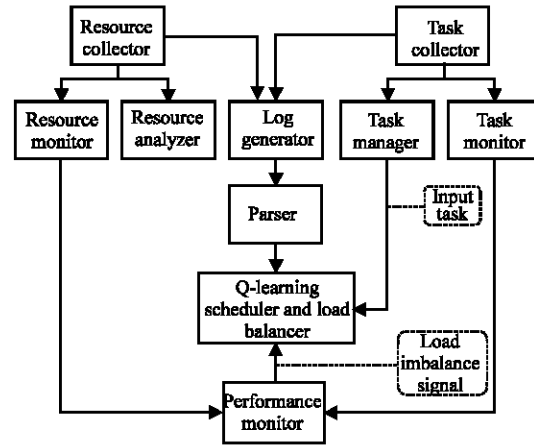 Resource
collector
Task
collector
Resource
monitor
Resource
analyzer
Log
generator
Task
manager
Task
monitor
Parser
Input
task
Q-learning
scheduler and load
balancer
Load
imbalance
signal
Performance
monitor